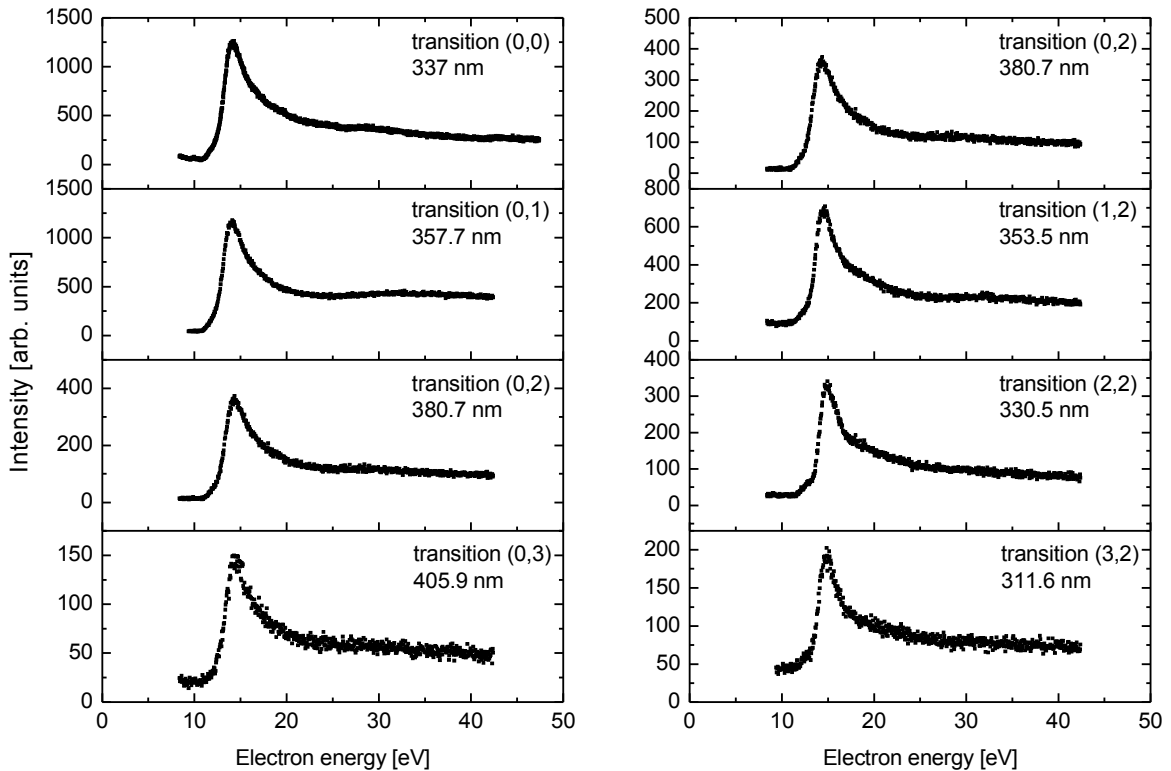 Intensity [arb. units]
1500
1000
500
0
transition (0,0)
337 nm
1500
1000
500
0
transition (0,1)
357.7 nm
400
200
0
transition (0,2)
380.7 nm
150
100
50
0
transition (0,3)
405.9 nm
0 10 20 30 40 50
Electron energy [eV]
500
400
300
200
100
0
transition (0,2)
380.7 nm
800
600
400
200
0
transition (1,2)
353.5 nm
400
300
200
100
0
transition (2,2)
330.5 nm
200
150
100
50
0
transition (3,2)
311.6 nm
0 10 20 30 40 50
Electron energy [eV]